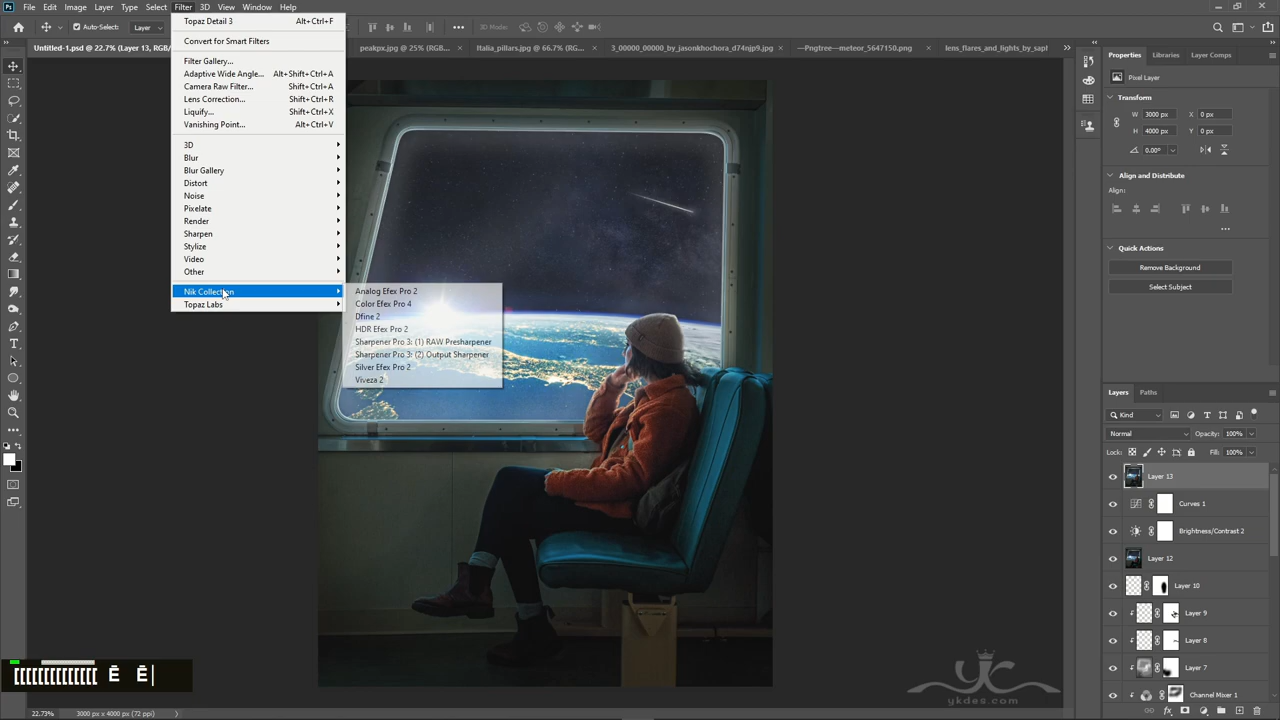 File Edit Image Layer Type Select Filter 3D View Window Help
Auto-Select: Layer 3D Mode:
Untitled-1.psd @ 22.7% (Layer 13, RGB/
peakpx.jpg @ 25% (RGB...
Italia_pillars.jpg @ 66.7% (RGB...
3_00000_00000_by_jasonkhochora_d74njp9.jpg
—Pngtree—meteor_5647150.png
lens_flares_and_lights_by_sapl
Topaz Detail 3 Alt+Ctrl+F
Convert for Smart Filters
Filter Gallery...
Adaptive Wide Angle... Alt+Shift+Ctrl+A
Camera Raw Filter... Shift+Ctrl+A
Lens Correction... Shift+Ctrl+R
Liquify... Shift+Ctrl+X
Vanishing Point... Alt+Ctrl+V
3D
Blur
Blur Gallery
Distort
Noise
Pixelate
Render
Sharpen
Stylize
Video
Other
Nik Collection
Topaz Labs
Analog Efex Pro 2
Color Efex Pro 4
Dfine 2
HDR Efex Pro 2
Sharpener Pro 3: (1) RAW Presharpener
Sharpener Pro 3: (2) Output Sharpener
Silver Efex Pro 2
Viveza 2
Properties Libraries Layer Comps
Pixel Layer
Transform
W 3000 px X 0 px
H 4000 px Y 0 px
0.00°
Align and Distribute
Align:
Quick Actions
Remove Background
Select Subject
Layers Paths
Kind
Normal Opacity: 100%
Lock: Fill: 100%
Layer 13
Curves 1
Brightness/Contrast 2
Layer 12
Layer 10
Layer 9
Layer 8
Layer 7
Channel Mixer 1
[[[[[[[[[[[[[[ Ē Ē
yc
ykdes.com
22.73% 3000 px x 4000 px (72 ppi)